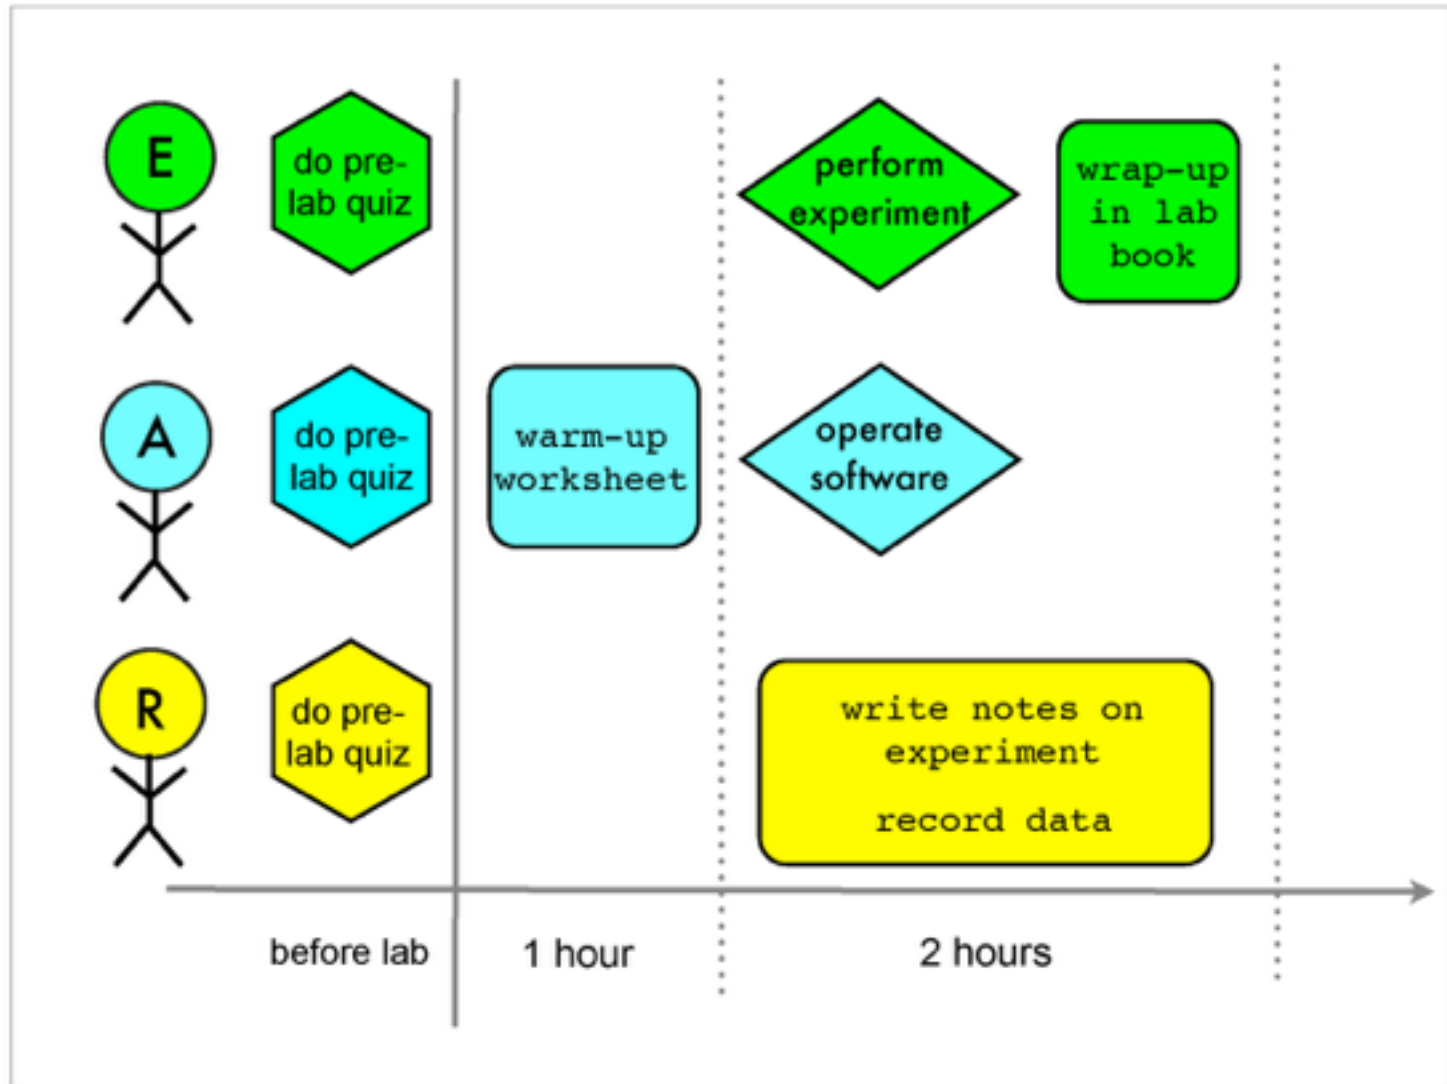 E
do pre-
lab quiz
perform
experiment
wrap-up
in lab
book
A
do pre-
lab quiz
warm-up
worksheet
operate
software
R
do pre-
lab quiz
write notes on
experiment
record data
before lab
1 hour
2 hours